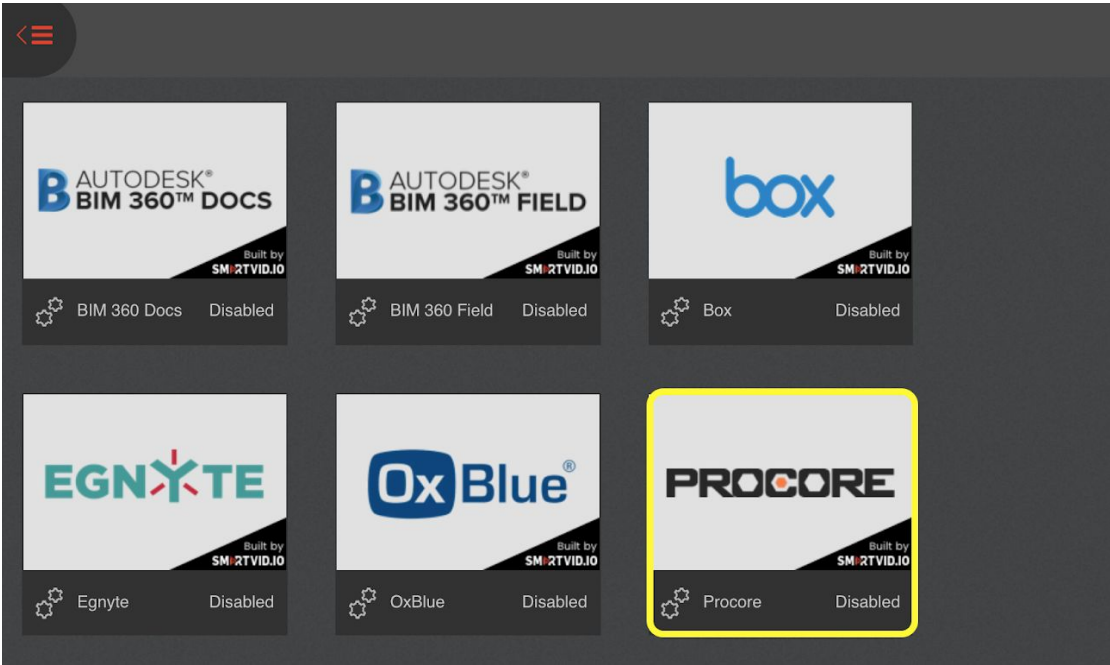 AUTODESK®
BIM 360™ DOCS
Built by
SMARTVID.IO
BIM 360 Docs Disabled
AUTODESK®
BIM 360™ FIELD
Built by
SMARTVID.IO
BIM 360 Field Disabled
box
Built by
SMARTVID.IO
Box Disabled
EGNYTE
Built by
SMARTVID.IO
Egnyte Disabled
OxBlue®
Built by
SMARTVID.IO
OxBlue Disabled
PROCORE
Built by
SMARTVID.IO
Procore Disabled